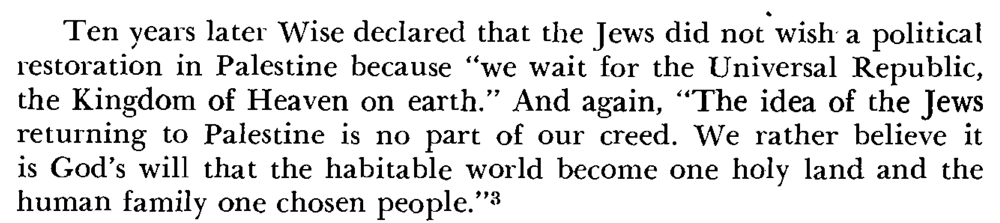 Ten years later Wise declared that the Jews did not wish a political
restoration in Palestine because “we wait for the Universal Republic,
the Kingdom of Heaven on earth.” And again, “The idea of the Jews
returning to Palestine is no part of our creed. We rather believe it
is God’s will that the habitable world become one holy land and the
human family one chosen people.”³